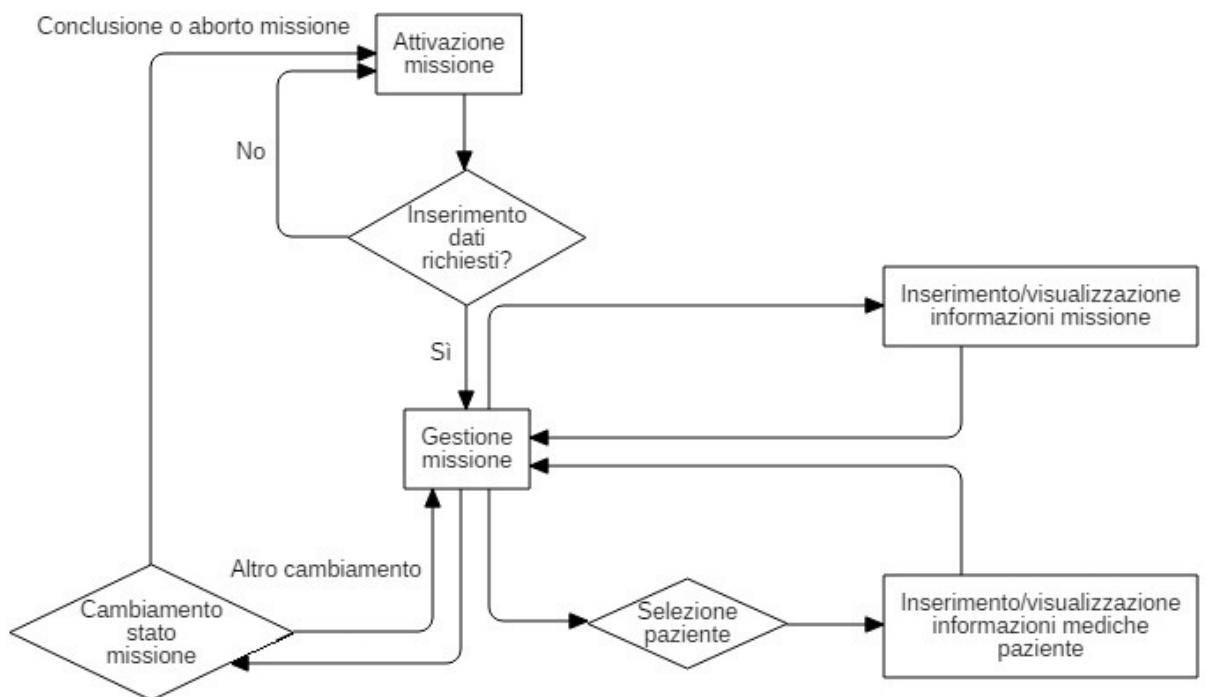 Conclusione o aborto missione
Attivazione
missione
No
Inserimento
dati
richiesti?
Inserimento/visualizzazione
informazioni missione
Sì
Gestione
missione
Altro cambiamento
Cambiamento
stato
missione
Selezione
paziente
Inserimento/visualizzazione
informazioni mediche
paziente